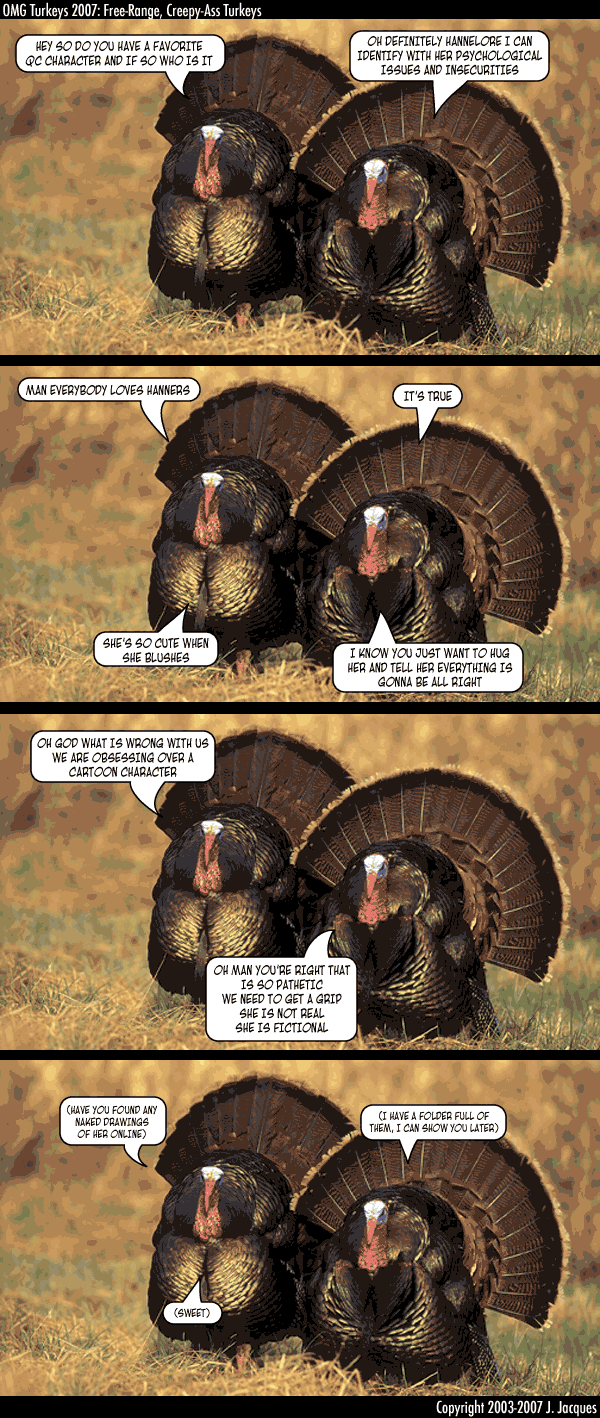 OMG Turkeys 2007: Free-Range, Creepy-Ass Turkeys
HEY SO DO YOU HAVE A FAVORITE
QC CHARACTER AND IF SO WHO IS IT
OH DEFINITELY HANNELORE I CAN
IDENTIFY WITH HER PSYCHOLOGICAL
ISSUES AND INSECURITIES
MAN EVERYBODY LOVES HANNERS
IT'S TRUE
SHE'S SO CUTE WHEN
SHE BLUSHES
I KNOW YOU JUST WANT TO HUG
HER AND TELL HER EVERYTHING IS
GONNA BE ALL RIGHT
OH GOD WHAT IS WRONG WITH US
WE ARE OBSESSING OVER A
CARTOON CHARACTER
OH MAN YOU'RE RIGHT THAT
IS SO PATHETIC
WE NEED TO GET A GRIP
SHE IS NOT REAL
SHE IS FICTIONAL
(HAVE YOU FOUND ANY
NAKED DRAWINGS
OF HER ONLINE)
(I HAVE A FOLDER FULL OF
THEM, I CAN SHOW YOU LATER)
(SWEET)
Copyright 2003-2007 J. Jacques